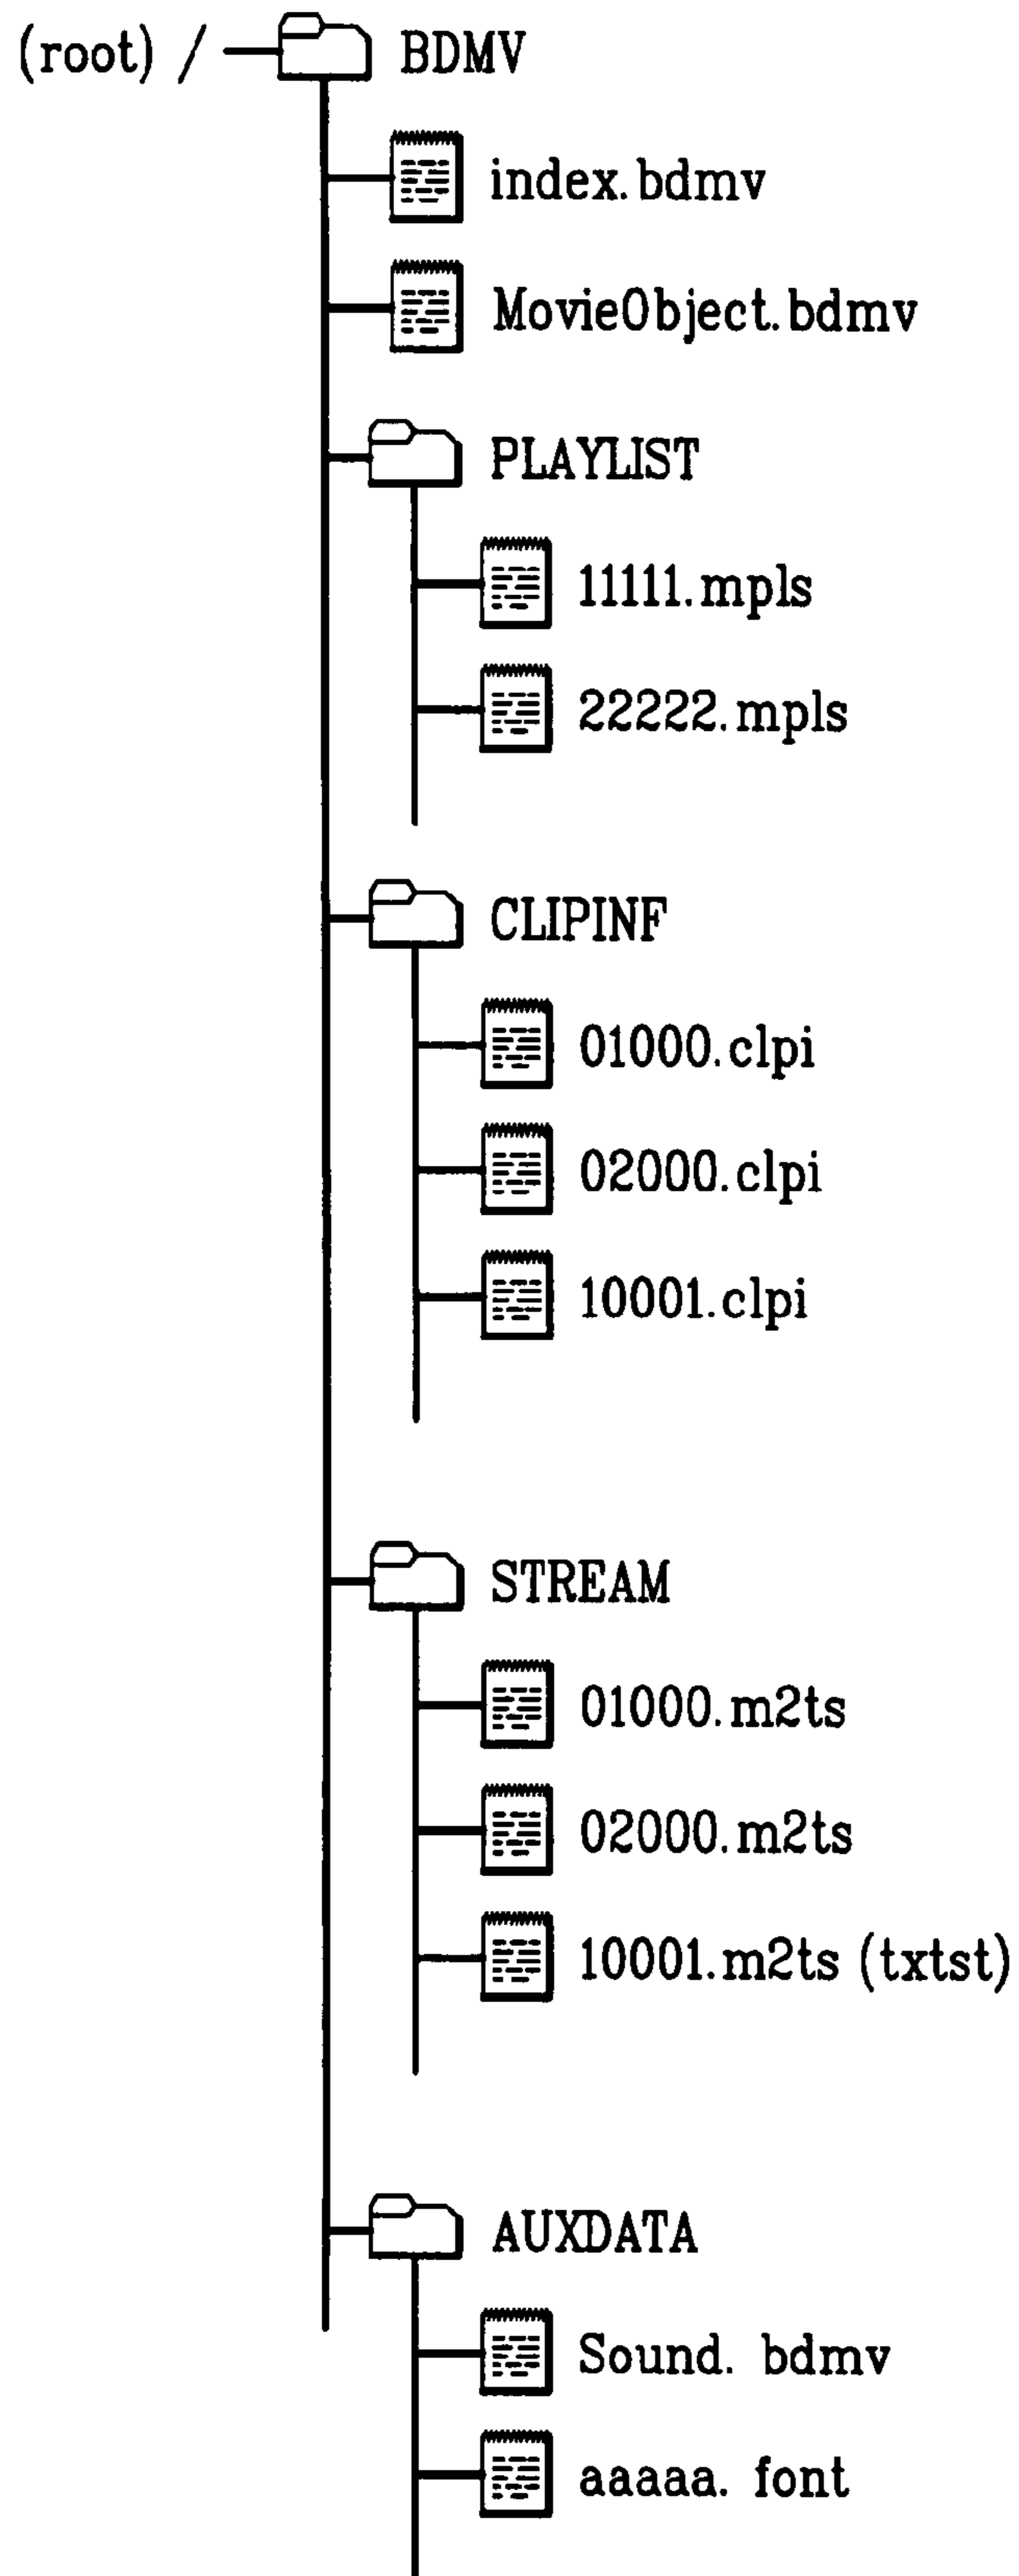 (root) / BDMV
index.bdmv
MovieObject.bdmv
PLAYLIST
11111.mpls
22222.mpls
CLIPINF
01000.clpi
02000.clpi
10001.clpi
STREAM
01000.m2ts
02000.m2ts
10001.m2ts (txtst)
AUXDATA
Sound. bdmv
aaaaa. font